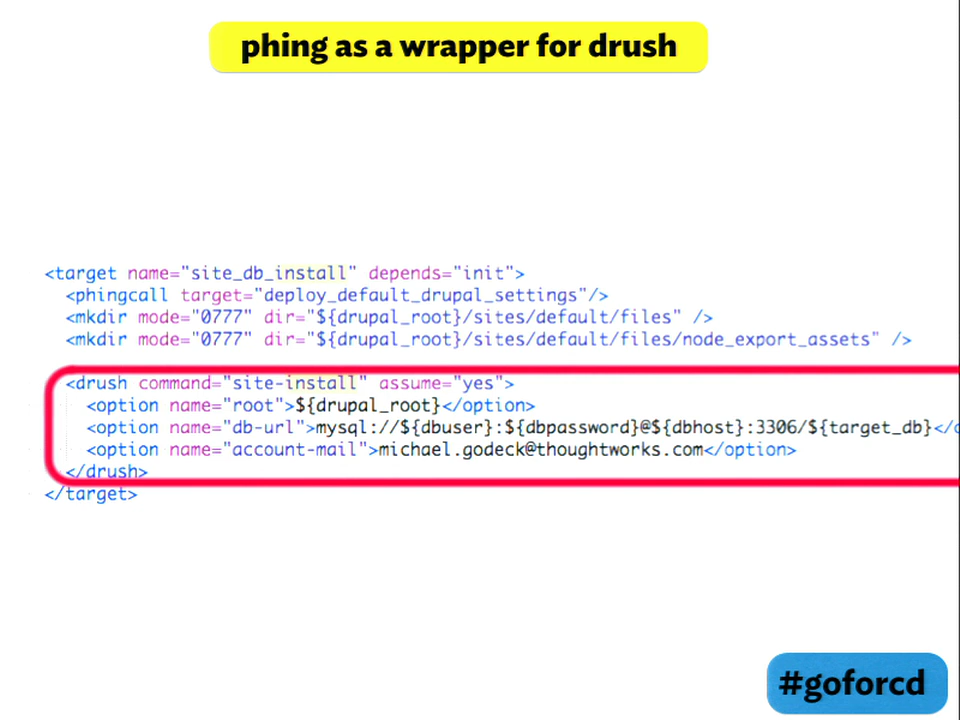 phing as a wrapper for drush
<target name="site_db_install" depends="init">
<phingcall target="deploy_default_drupal_settings"/>
<mkdir mode="0777" dir="${drupal_root}/sites/default/files" />
<mkdir mode="0777" dir="${drupal_root}/sites/default/files/node_export_assets" />
<drush command="site-install" assume="yes">
<option name="root">${drupal_root}</option>
<option name="db-url">mysql://${dbuser}:${dbpassword}@${dbhost}:3306/${target_db}</o
<option name="account-mail">michael.godeck@thoughtworks.com</option>
</drush>
</target>
#goforcd